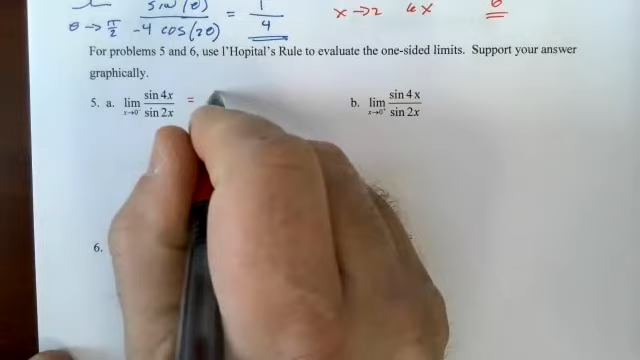 sin(θ) = 1
θ→π/2 -4 cos(2θ) 4
x→2 6
For problems 5 and 6, use l'Hopital's Rule to evaluate the one-sided limits. Support your answer
graphically.
5. a. lim x→0⁻ sin 4x / sin 2x =
b. lim x→0⁺ sin 4x / sin 2x
6.